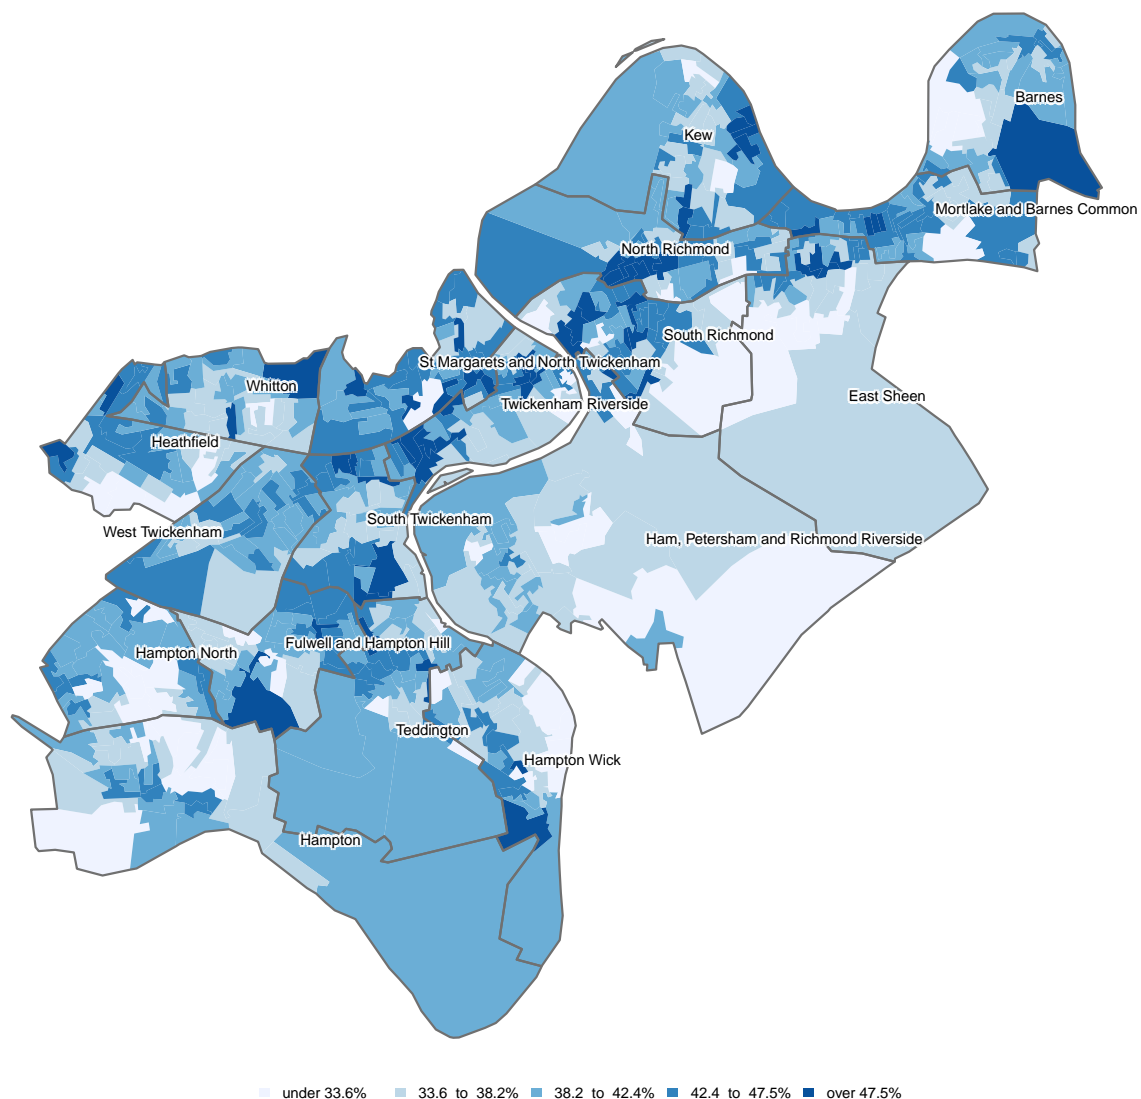 Barnes
Kew
Mortlake and Barnes Common
North Richmond
South Richmond
St Margarets and North Twickenham
Whitton
East Sheen
Twickenham Riverside
Heathfield
South Twickenham
West Twickenham
Ham, Petersham and Richmond Riverside
Fulwell and Hampton Hill
Hampton North
Teddington
Hampton Wick
Hampton
under 33.6% 33.6 to 38.2% 38.2 to 42.4% 42.4 to 47.5% over 47.5%